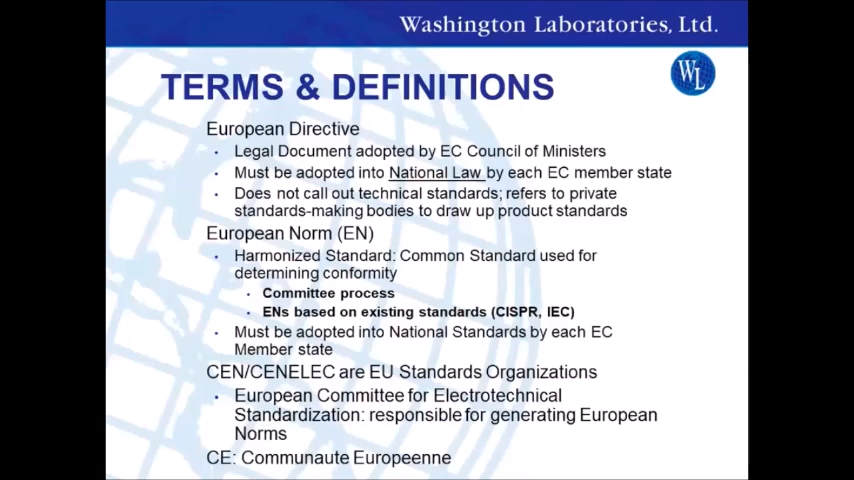 Washington Laboratories, Ltd.
WL
TERMS & DEFINITIONS
European Directive
• Legal Document adopted by EC Council of Ministers
• Must be adopted into National Law by each EC member state
• Does not call out technical standards; refers to private
standards-making bodies to draw up product standards
European Norm (EN)
• Harmonized Standard: Common Standard used for
determining conformity
• Committee process
• ENs based on existing standards (CISPR, IEC)
• Must be adopted into National Standards by each EC
Member state
CEN/CENELEC are EU Standards Organizations
• European Committee for Electrotechnical
Standardization: responsible for generating European
Norms
CE: Communaute Europeenne